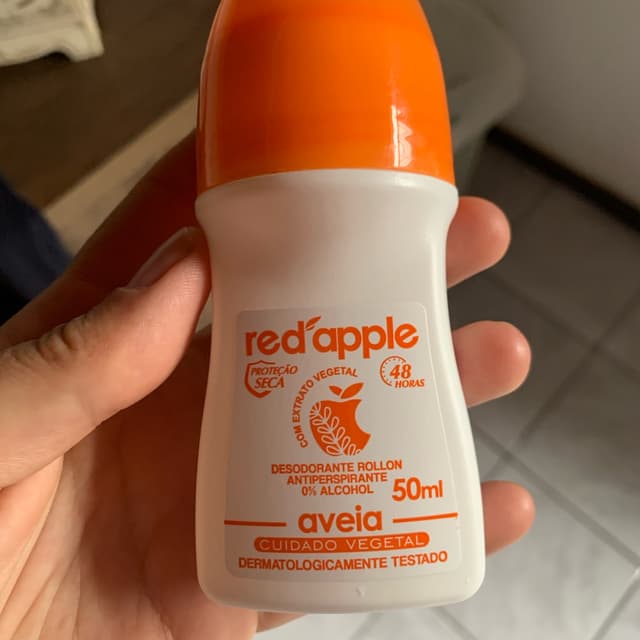 red'apple
PROTEÇÃO
SECA
COM EXTRATO VEGETAL
48
HORAS
DESODORANTE ROLLON
ANTIPERSPIRANTE
0% ALCOHOL
50ml
aveia
CUIDADO VEGETAL
DERMATOLOGICAMENTE TESTADO